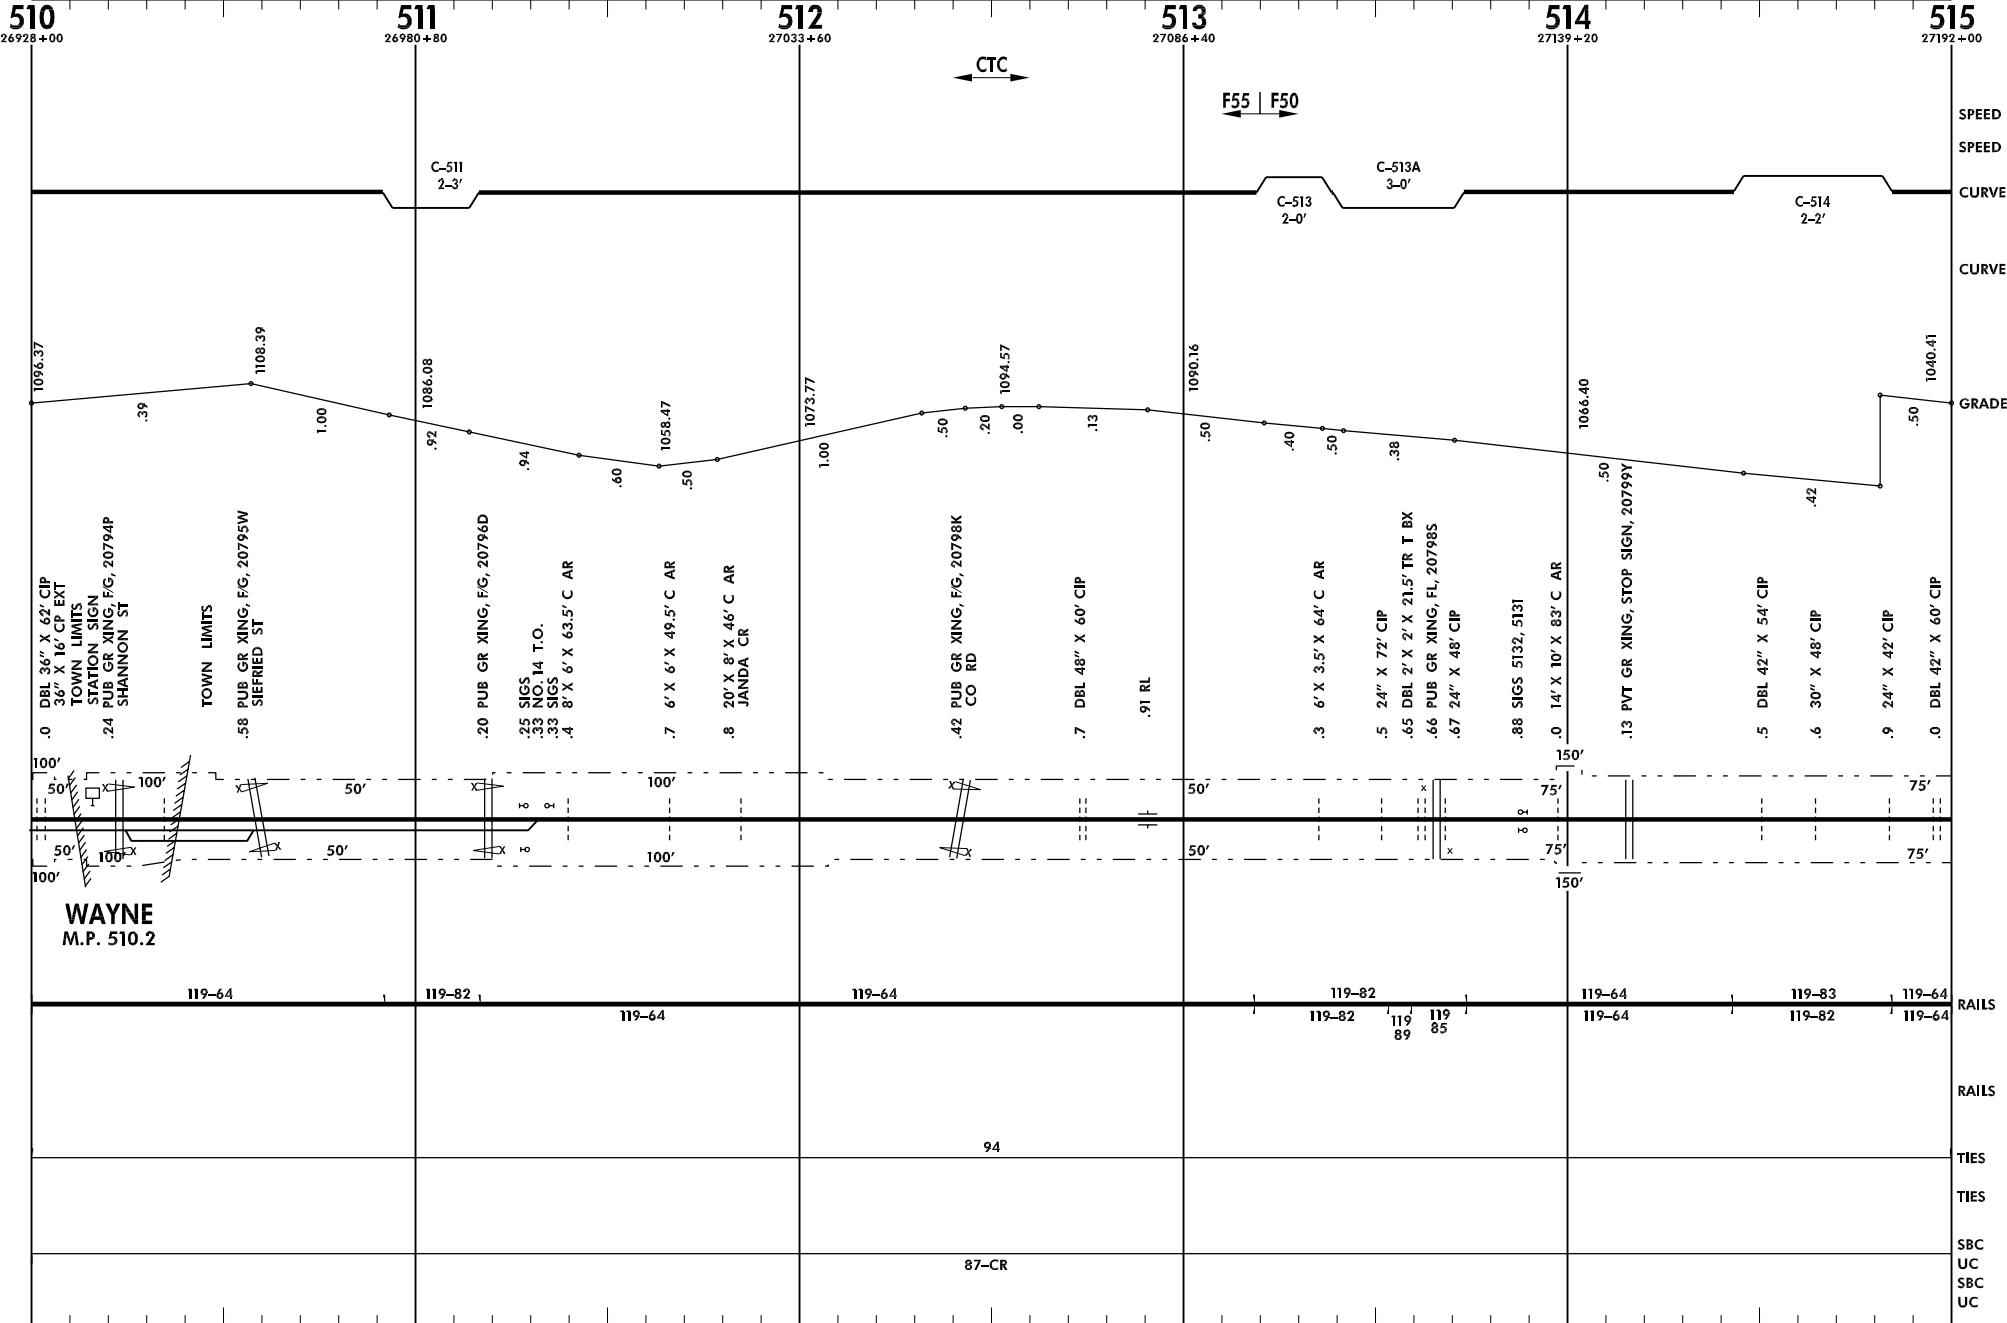 510 511 512 513 514 515
26928+00 26980+80 27033+60 27086+40 27139+20 27192+00
CTC
F55 F50
SPEED
SPEED
C–511
2–3′
C–513A
3–0′
CURVE
C–513
2–0′
C–514
2–2′
CURVE
1096.37
1108.39
1086.08
1058.47
1073.77
1094.57
1090.16
1066.40
1040.41
GRADE
.39
1.00
.92
.94
.60
.50
1.00
.50
.20
.00
.13
.50
.40
.50
.38
.50
.42
.50
.0 DBL 36″ X 62′ CIP
36″ X 16′ CP EXT
TOWN LIMITS
STATION SIGN
.24 PUB GR XING, F/G, 20794P
SHANNON ST
TOWN LIMITS
.58 PUB GR XING, F/G, 20795W
SIEFRIED ST
.20 PUB GR XING, F/G, 20796D
.25 SIGS
.33 NO. 14 T.O.
.33 SIGS
.4 8′ X 6′ X 63.5′ C AR
.7 6′ X 6′ X 49.5′ C AR
.8 20′ X 8′ X 46′ C AR
JANDA CR
.42 PUB GR XING, F/G, 20798K
CO RD
.7 DBL 48″ X 60′ CIP
.91 RL
.3 6′ X 3.5′ X 64′ C AR
.5 24″ X 72′ CIP
.65 DBL 2′ X 2′ X 21.5′ TR T BX
.66 PUB GR XING, FL, 20798S
.67 24″ X 48′ CIP
.88 SIGS 5132, 5131
.0 14′ X 10′ X 83′ C AR
.13 PVT GR XING, STOP SIGN, 20799Y
.5 DBL 42″ X 54′ CIP
.6 30″ X 48′ CIP
.9 24″ X 42′ CIP
.0 DBL 42″ X 60′ CIP
150′
100′
50′ X 100′ X 50′ X 100′ X 50′ X 75′ 75′
50′ 100′ X X 50′ X 100′ X 50′ X 75′ 75′
100′
150′
WAYNE
M.P. 510.2
119–64 119–82 119–64 119–82 119–64 119–83 119–64
RAILS
119–64 119–82 119 119 119–64 119–82 119–64
89 85
RAILS
94
TIES
TIES
SBC
87–CR UC
SBC
UC